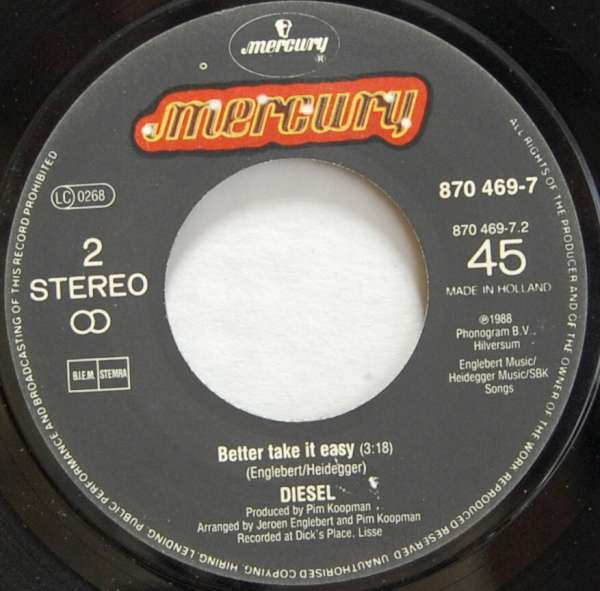 mercury
®
mercury
LC 0268
870 469-7
2
STEREO
870 469-7.2
45
MADE IN HOLLAND
℗1988
Phonogram B.V.
Hilversum
B.I.E.M. STEMRA
Englebert Music/
Heidegger Music/SBK
Songs
Better take it easy (3:18)
(Englebert/Heidegger)
DIESEL
Produced by Pim Koopman
Arranged by Jeroen Englebert and Pim Koopman
Recorded at Dick's Place, Lisse
ALL RIGHTS OF THE PRODUCER AND OF THE OWNER OF THE WORK REPRODUCED RESERVED UNAUTHORISED COPYING, HIRING, LENDING, PUBLIC PERFORMANCE AND BROADCASTING OF THIS RECORD PROHIBITED